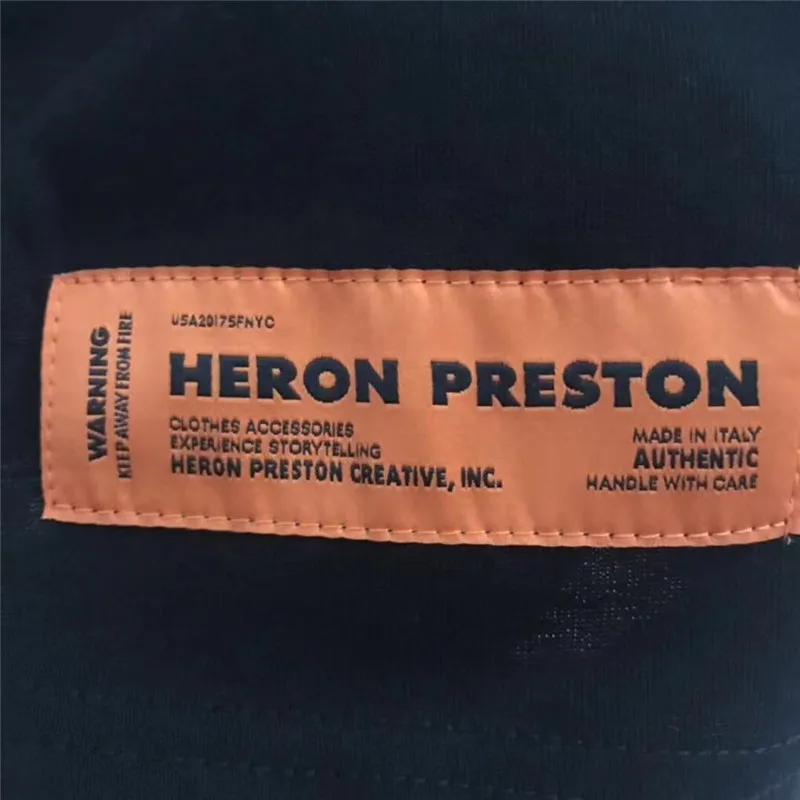 WARNING
KEEP AWAY FROM FIRE
USA2017SFNYC
HERON PRESTON
CLOTHES ACCESSORIES
EXPERIENCE STORYTELLING
HERON PRESTON CREATIVE, INC.
MADE IN ITALY
AUTHENTIC
HANDLE WITH CARE